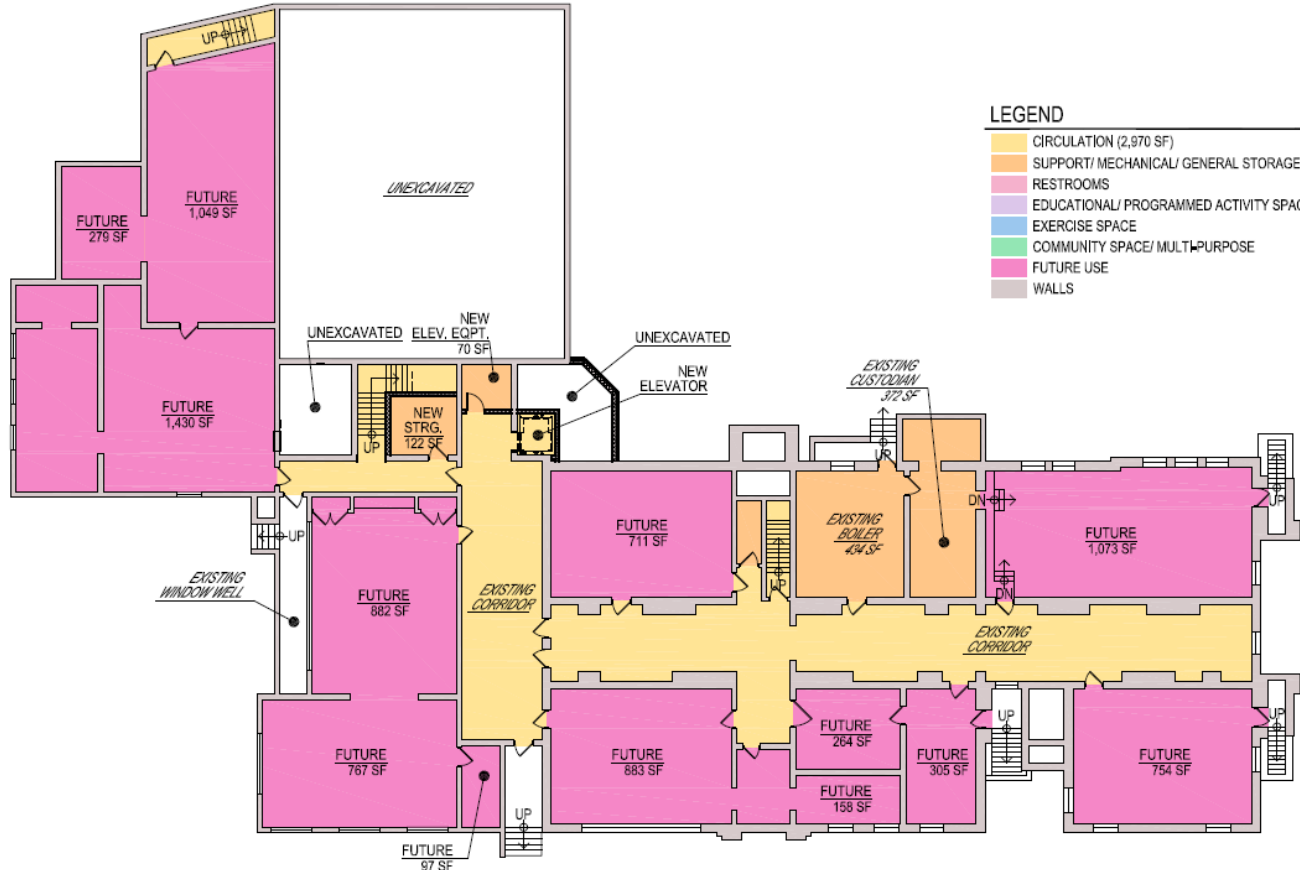 UP
LEGEND
CIRCULATION (2,970 SF)
SUPPORT/ MECHANICAL/ GENERAL STORAGE
RESTROOMS
EDUCATIONAL/ PROGRAMMED ACTIVITY SPAC
EXERCISE SPACE
COMMUNITY SPACE/ MULTI-PURPOSE
FUTURE USE
WALLS
UNEXCAVATED
FUTURE
1,049 SF
FUTURE
279 SF
UNEXCAVATED
NEW
ELEV. EQPT.
70 SF
UNEXCAVATED
NEW
ELEVATOR
EXISTING
CUSTODIAN
372 SF
FUTURE
1,430 SF
NEW
STRG.
122 SF
UP
UP
UP
DN
FUTURE
1,073 SF
UP
EXISTING
BOILER
434 SF
FUTURE
711 SF
UP
EXISTING
WINDOW WELL
FUTURE
882 SF
EXISTING
CORRIDOR
UP
DN
EXISTING
CORRIDOR
FUTURE
767 SF
FUTURE
883 SF
FUTURE
264 SF
FUTURE
305 SF
UP
FUTURE
754 SF
UP
FUTURE
158 SF
UP
FUTURE
97 SF